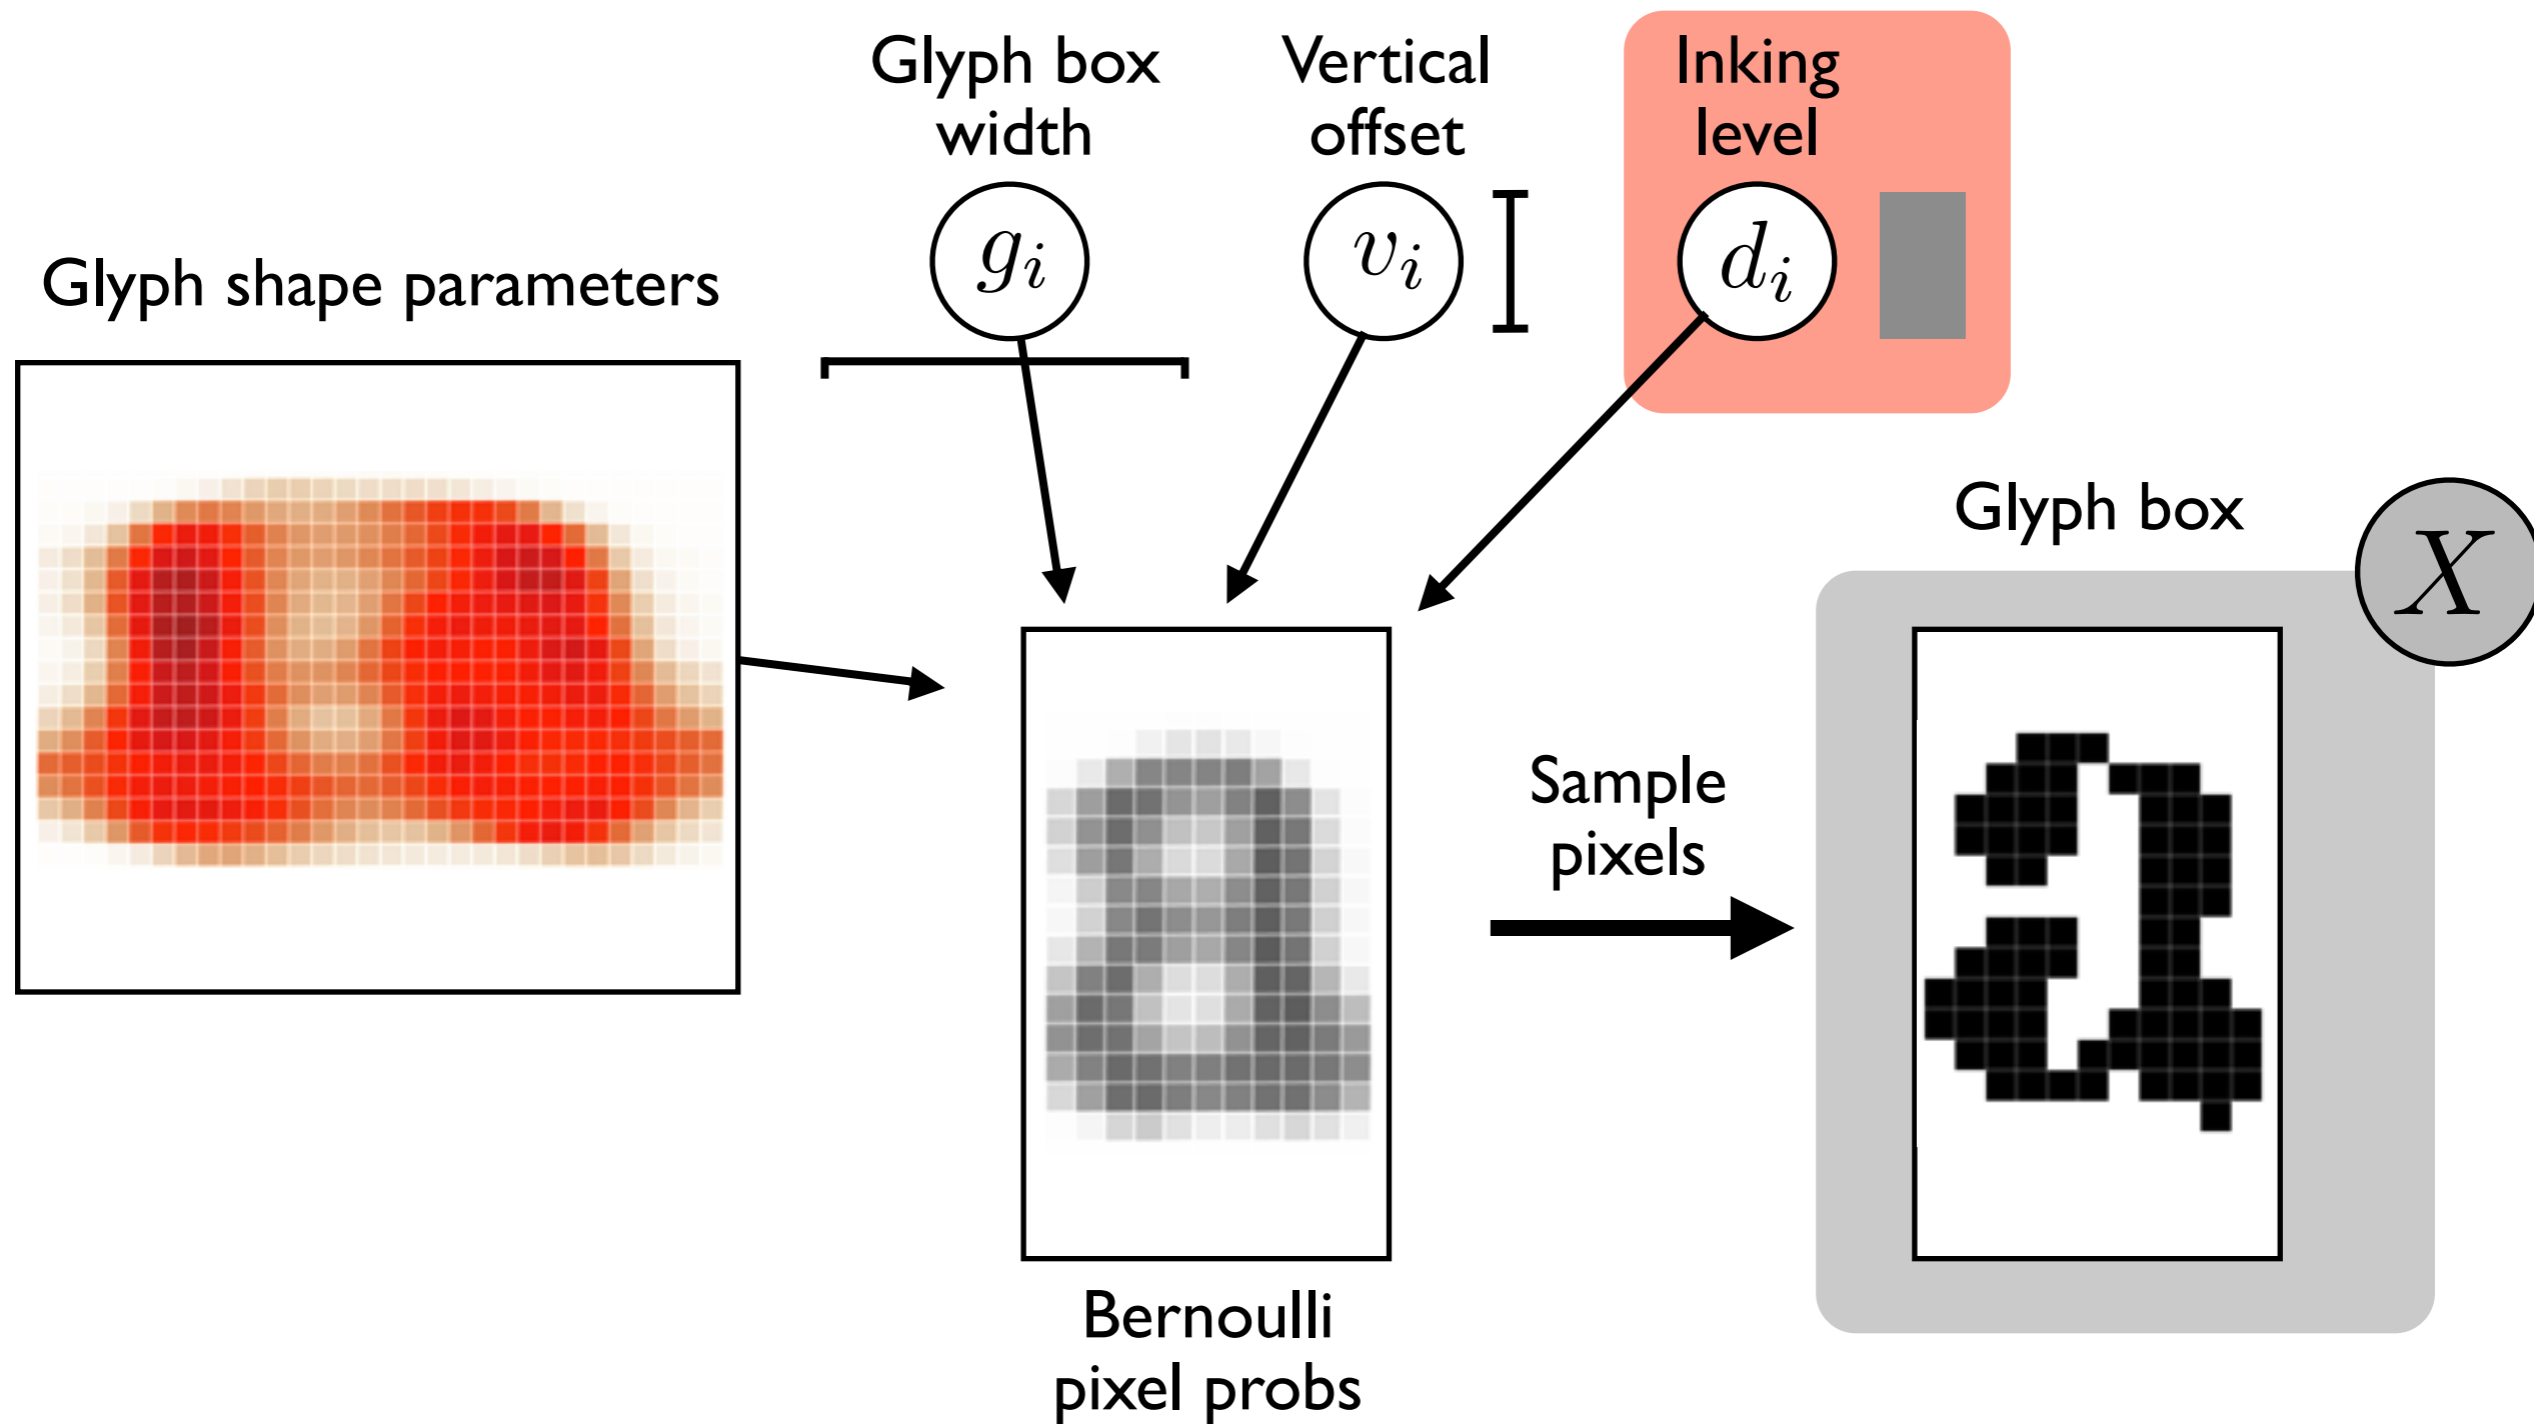 Glyph box
width
Vertical
offset
Inking
level
g_i
v_i
d_i
Glyph shape parameters
Glyph box
X
Sample
pixels
Bernoulli
pixel probs